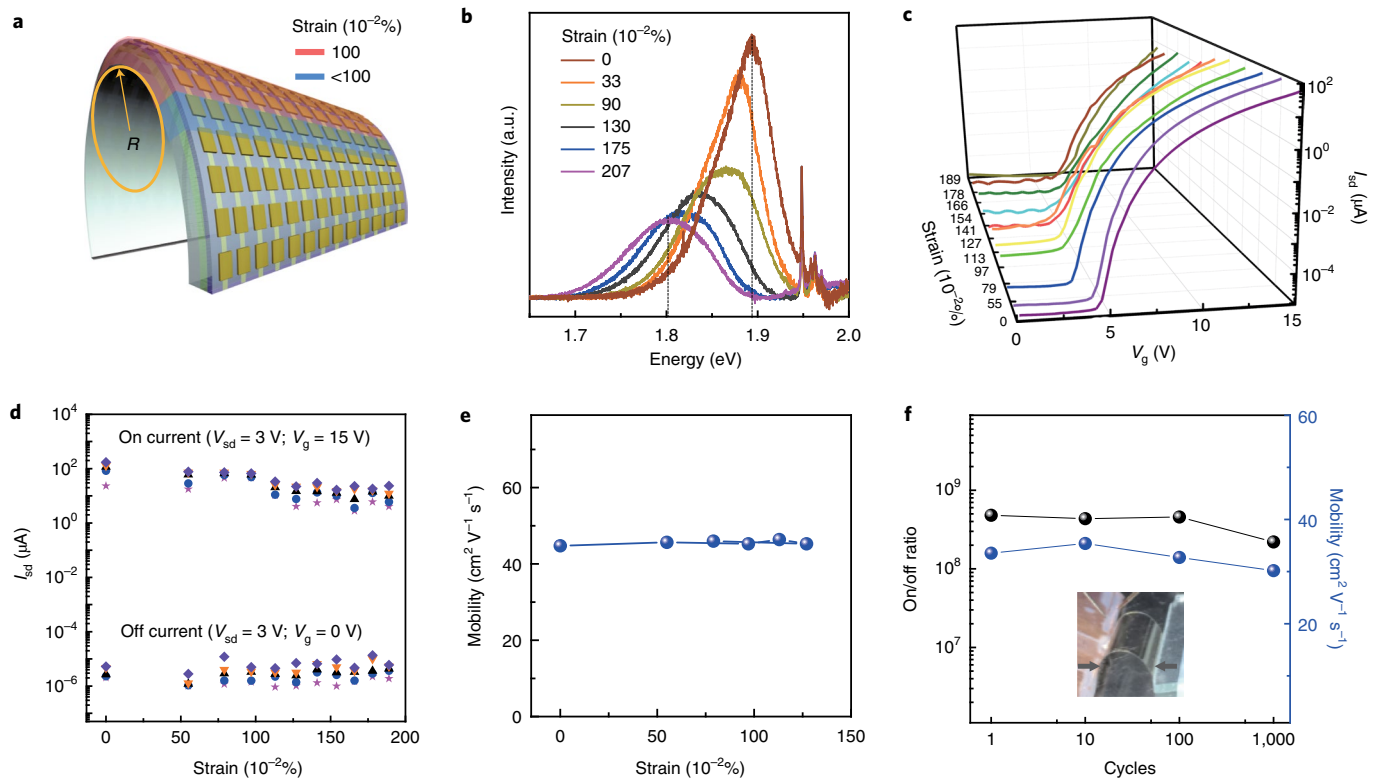 a
Strain (10⁻²%)
100
<100
R
b
Strain (10⁻²%)
0
33
90
130
175
207
Intensity (a.u.)
1.7 1.8 1.9 2.0
Energy (eV)
c
10²
10⁰
10⁻²
10⁻⁴
I_sd (μA)
189
178
166
154
141
127
113
97
79
55
0
Strain (10⁻²%)
0 5 10 15
V_g (V)
d
On current (V_sd = 3 V; V_g = 15 V)
Off current (V_sd = 3 V; V_g = 0 V)
10⁴
10²
10⁰
10⁻²
10⁻⁴
10⁻⁶
I_sd (μA)
0 50 100 150 200
Strain (10⁻²%)
e
60
40
20
0
Mobility (cm² V⁻¹ s⁻¹)
0 50 100 150
Strain (10⁻²%)
f
10⁹
10⁸
10⁷
On/off ratio
60
40
20
Mobility (cm² V⁻¹ s⁻¹)
1 10 100 1,000
Cycles